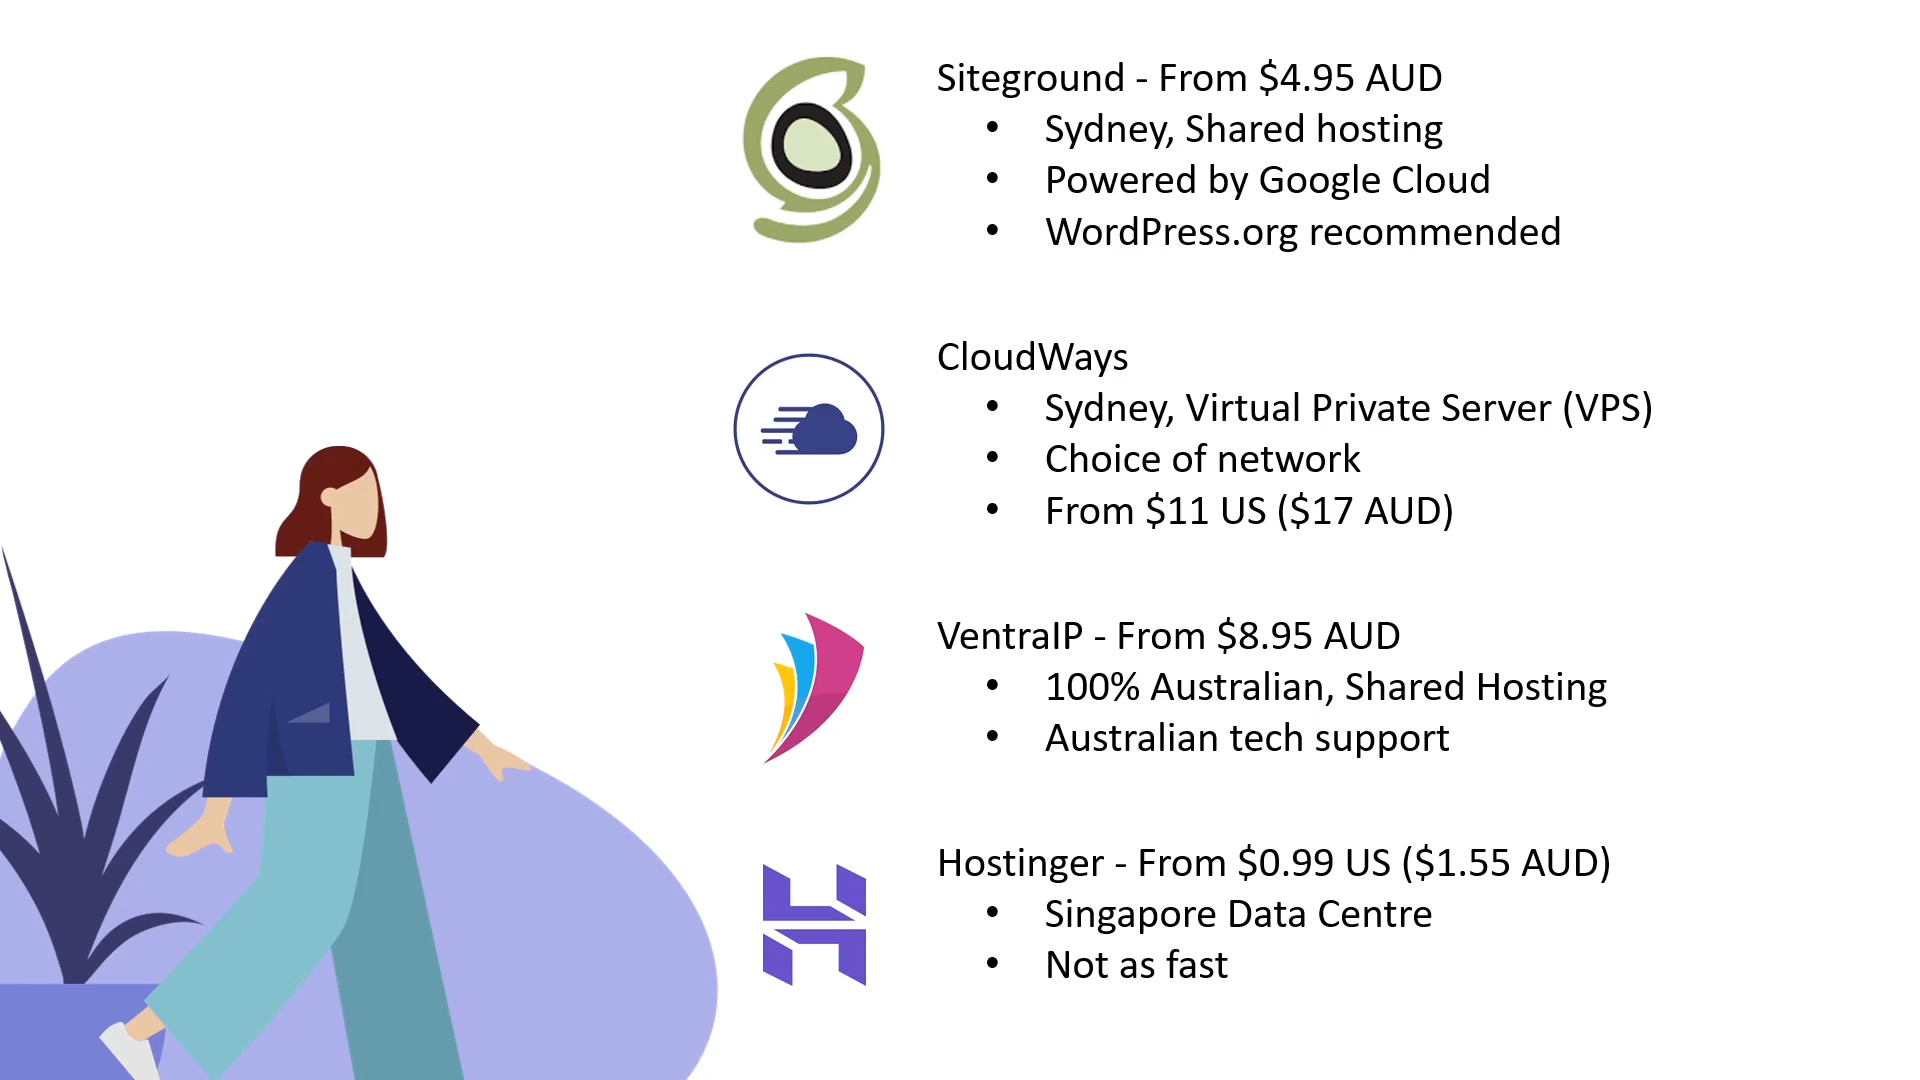 Siteground - From $4.95 AUD
• Sydney, Shared hosting
• Powered by Google Cloud
• WordPress.org recommended
CloudWays
• Sydney, Virtual Private Server (VPS)
• Choice of network
• From $11 US ($17 AUD)
VentraIP - From $8.95 AUD
• 100% Australian, Shared Hosting
• Australian tech support
Hostinger - From $0.99 US ($1.55 AUD)
• Singapore Data Centre
• Not as fast